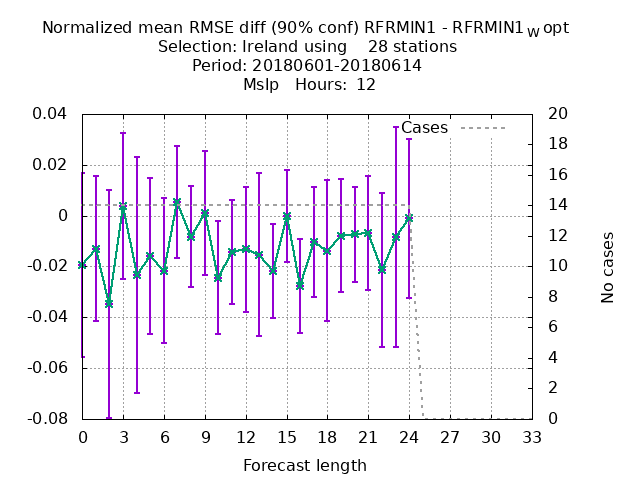 Normalized mean RMSE diff (90% conf) RFRMIN1 - RFRMIN1W opt
Selection: Ireland using 28 stations
Period: 20180601-20180614
Mslp Hours: 12
Cases
0.04
0.02
0
-0.02
-0.04
-0.06
-0.08
20
18
16
14
12
10
8
6
4
2
0
No cases
0 3 6 9 12 15 18 21 24 27 30 33
Forecast length